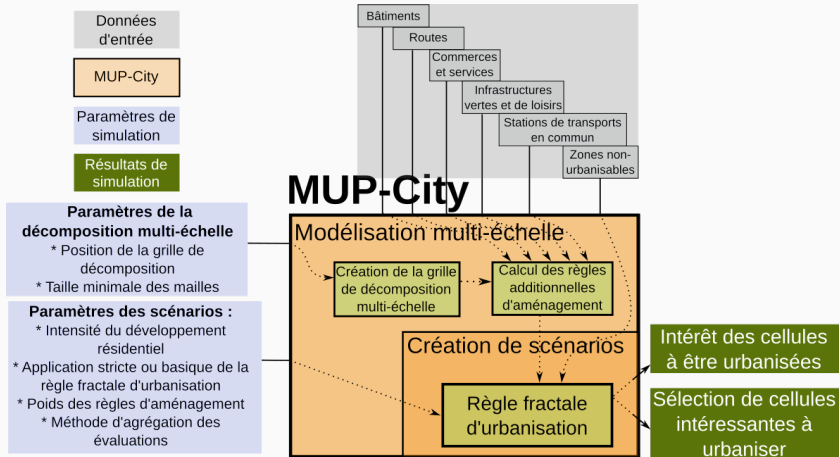 Données
d'entrée
MUP-City
Paramètres de
simulation
Résultats de
simulation
Bâtiments
Routes
Commerces
et services
Infrastructures
vertes et de loisirs
Stations de transports
en commun
Zones non-
urbanisables
MUP-City
Paramètres de la
décomposition multi-échelle
* Position de la grille de
décomposition
* Taille minimale des mailles
Paramètres des scénarios :
* Intensité du développement
résidentiel
* Application stricte ou basique de la
règle fractale d'urbanisation
* Poids des règles d'aménagement
* Méthode d'agrégation des
évaluations
Modélisation multi-échelle
Création de la grille
de décomposition
multi-échelle
Calcul des règles
additionnelles
d'aménagement
Création de scénarios
Règle fractale
d'urbanisation
Intérêt des cellules
à être urbanisées
Sélection de cellules
intéressantes à
urbaniser